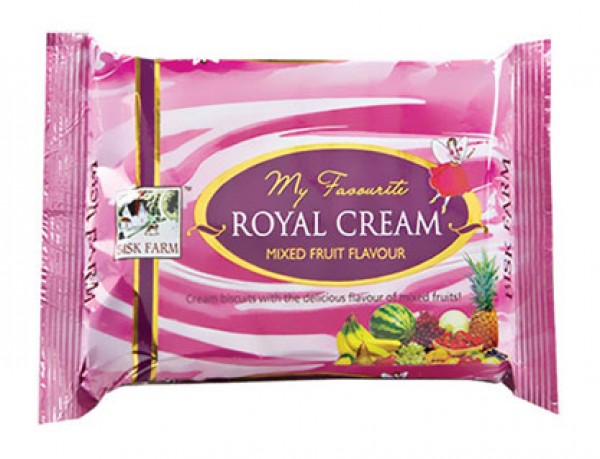 My Favourite
ROYAL CREAM
MIXED FRUIT FLAVOUR
Cream biscuits with the delicious flavour of mixed fruits!
BISK FARM
TM
BISK FARM
BISK FARM